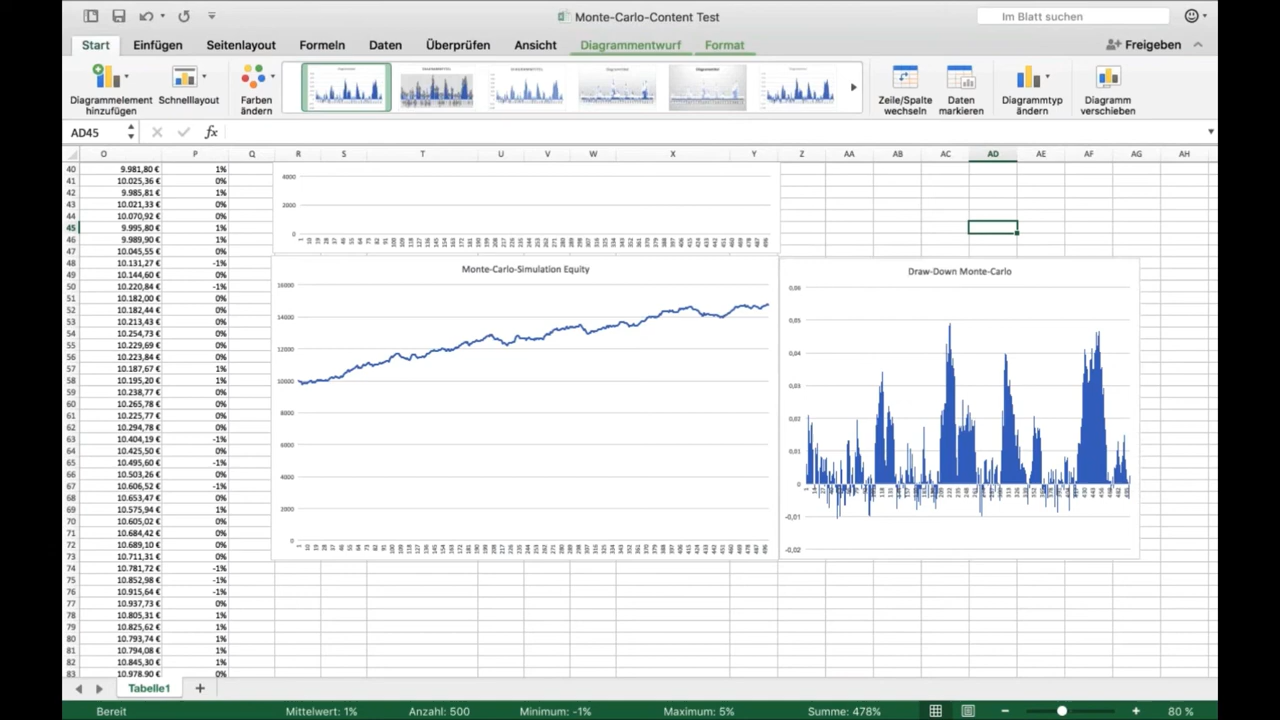 Monte-Carlo-Content Test
Im Blatt suchen
Start Einfügen Seitenlayout Formeln Daten Überprüfen Ansicht Diagrammentwurf Format Freigeben
Diagrammelement hinzufügen
Schnelllayout
Farben ändern
Zeile/Spalte wechseln
Daten markieren
Diagrammtyp ändern
Diagramm verschieben
AD45 fx
O P Q R S T U V W X Y Z AA AB AC AD AE AF AG AH
40 9.981,80 € 1%
41 10.025,36 € 0%
42 9.985,81 € 1%
43 10.021,33 € 0%
44 10.070,92 € 0%
45 9.995,80 € 1%
46 9.989,90 € 1%
47 10.045,55 € 0%
48 10.131,27 € -1%
49 10.144,60 € 0%
50 10.220,84 € -1%
51 10.182,00 € 0%
52 10.182,44 € 0%
53 10.213,43 € 0%
54 10.254,73 € 0%
55 10.229,69 € 0%
56 10.223,84 € 0%
57 10.187,67 € 1%
58 10.195,20 € 1%
59 10.238,77 € 0%
60 10.265,78 € 0%
61 10.225,77 € 0%
62 10.294,78 € 0%
63 10.404,19 € -1%
64 10.425,50 € 0%
65 10.495,60 € -1%
66 10.503,26 € 0%
67 10.606,52 € -1%
68 10.653,47 € 0%
69 10.575,94 € 1%
70 10.605,02 € 0%
71 10.684,42 € 0%
72 10.689,10 € 0%
73 10.711,31 € 0%
74 10.781,72 € -1%
75 10.852,98 € -1%
76 10.915,64 € -1%
77 10.937,73 € 0%
78 10.805,31 € 1%
79 10.825,62 € 1%
80 10.793,74 € 1%
81 10.794,08 € 1%
82 10.845,30 € 1%
83 10.978,90 € 0%
4000
2000
0
Monte-Carlo-Simulation Equity
16000
14000
12000
10000
8000
6000
4000
2000
0
Draw-Down Monte-Carlo
0,06
0,05
0,04
0,03
0,02
0,01
0
-0,01
-0,02
Tabelle1
Bereit Mittelwert: 1% Anzahl: 500 Minimum: -1% Maximum: 5% Summe: 478% 80 %